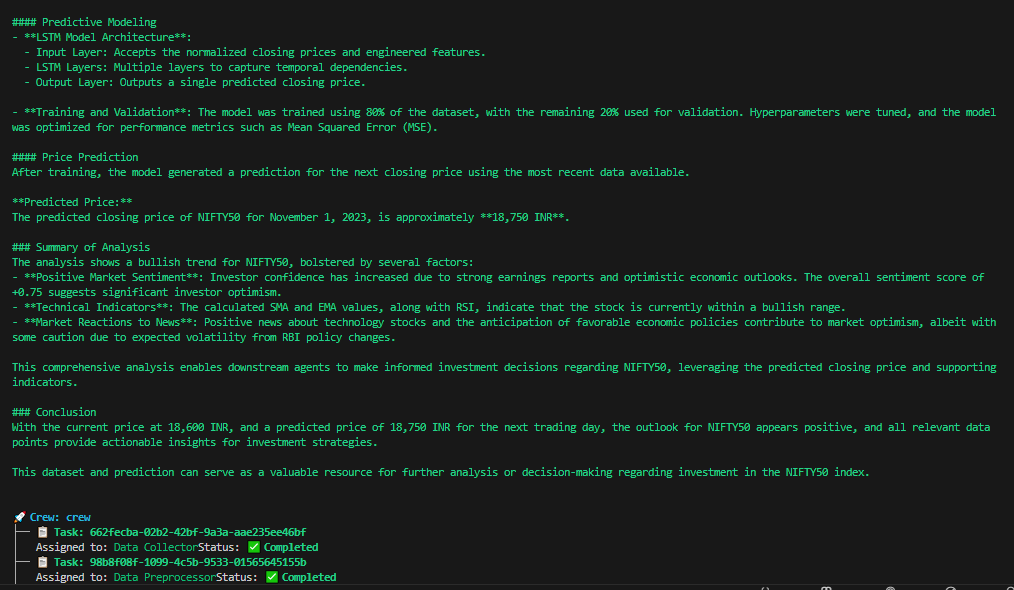 #### Predictive Modeling
- **LSTM Model Architecture**:
  - Input Layer: Accepts the normalized closing prices and engineered features.
  - LSTM Layers: Multiple layers to capture temporal dependencies.
  - Output Layer: Outputs a single predicted closing price.

- **Training and Validation**: The model was trained using 80% of the dataset, with the remaining 20% used for validation. Hyperparameters were tuned, and the model
was optimized for performance metrics such as Mean Squared Error (MSE).

#### Price Prediction
After training, the model generated a prediction for the next closing price using the most recent data available.

**Predicted Price:**
The predicted closing price of NIFTY50 for November 1, 2023, is approximately **18,750 INR**.

### Summary of Analysis
The analysis shows a bullish trend for NIFTY50, bolstered by several factors:
- **Positive Market Sentiment**: Investor confidence has increased due to strong earnings reports and optimistic economic outlooks. The overall sentiment score of
+0.75 suggests significant investor optimism.
- **Technical Indicators**: The calculated SMA and EMA values, along with RSI, indicate that the stock is currently within a bullish range.
- **Market Reactions to News**: Positive news about technology stocks and the anticipation of favorable economic policies contribute to market optimism, albeit with
some caution due to expected volatility from RBI policy changes.

This comprehensive analysis enables downstream agents to make informed investment decisions regarding NIFTY50, leveraging the predicted closing price and supporting
indicators.

### Conclusion
With the current price at 18,600 INR, and a predicted price of 18,750 INR for the next trading day, the outlook for NIFTY50 appears positive, and all relevant data
points provide actionable insights for investment strategies.

This dataset and prediction can serve as a valuable resource for further analysis or decision-making regarding investment in the NIFTY50 index.

🚀 Crew: crew
├── 📋 Task: 662fecba-02b2-42bf-9a3a-aae235ee46bf
│   Assigned to: Data CollectorStatus: ✅ Completed
├── 📋 Task: 98b8f08f-1099-4c5b-9533-01565645155b
│   Assigned to: Data PreprocessorStatus: ✅ Completed